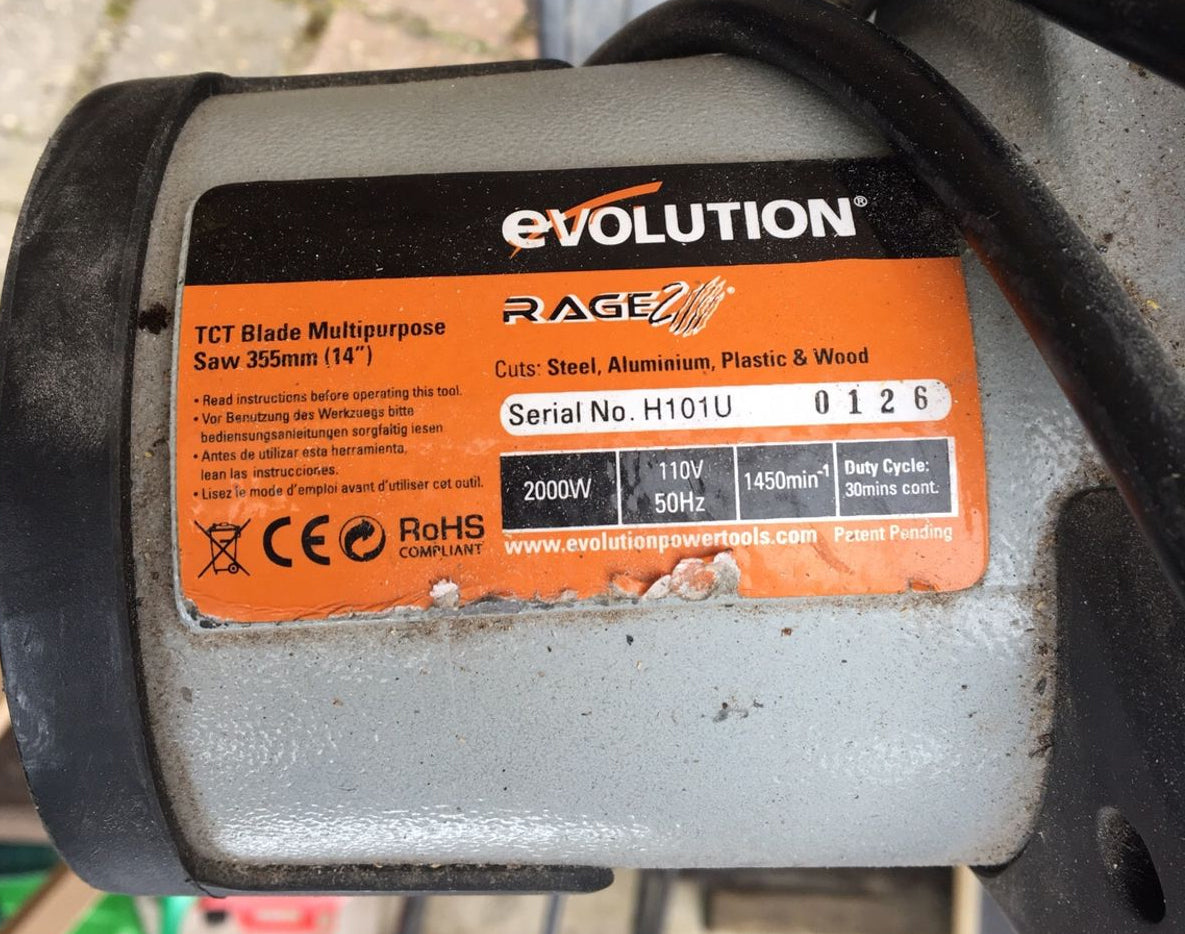 evOLUTION®
RAGE2®
TCT Blade Multipurpose
Saw 355mm (14″)
Cuts: Steel, Aluminium, Plastic & Wood
• Read instructions before operating this tool.
• Vor Benutzung des Werkzuegs bitte
bedienungsanleitungen sorgfaltig lesen
• Antes de utilizar esta herramienta,
lean las instrucciones.
• Lisez le mode d'emploi avant d'utiliser cet outil.
Serial No. H101U 0126
2000W
110V
50Hz
1450min⁻¹
Duty Cycle:
30mins cont.
CE
RoHS
COMPLIANT
www.evolutionpowertools.com Patent Pending